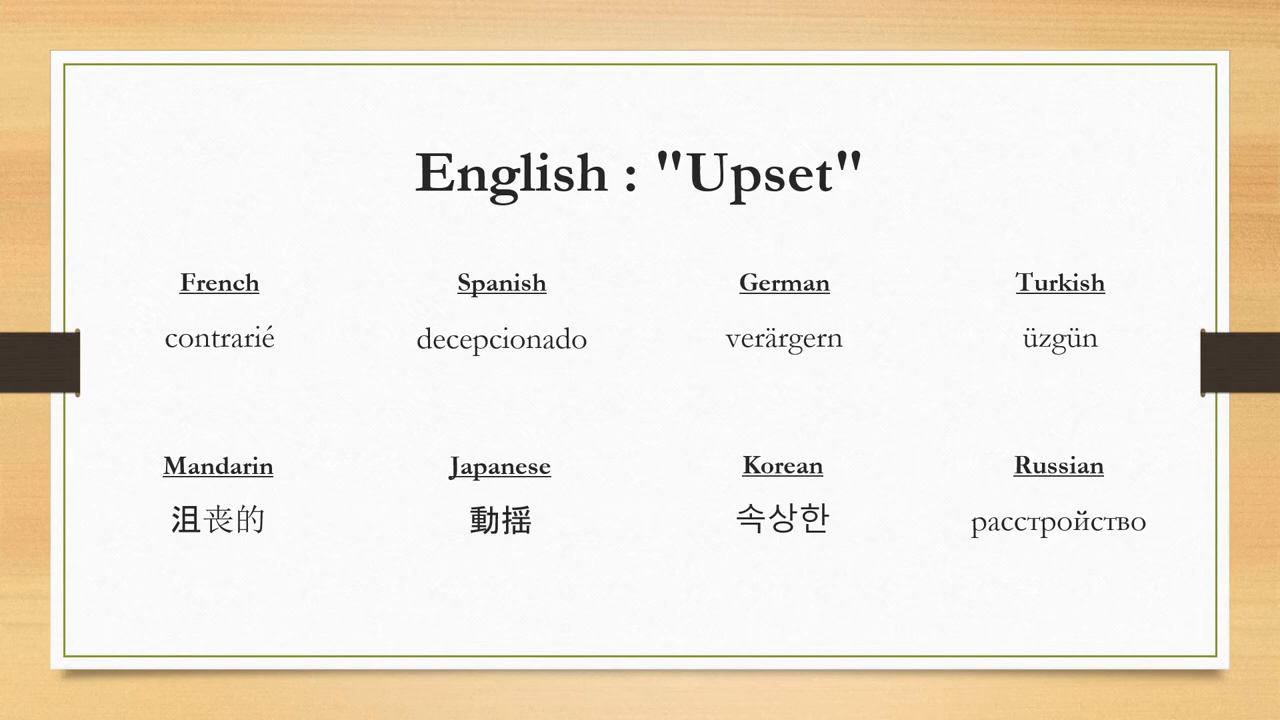 English : "Upset"
French
contrarié
Spanish
decepcionado
German
verärgern
Turkish
üzgün
Mandarin
沮丧的
Japanese
動揺
Korean
속상한
Russian
расстройство